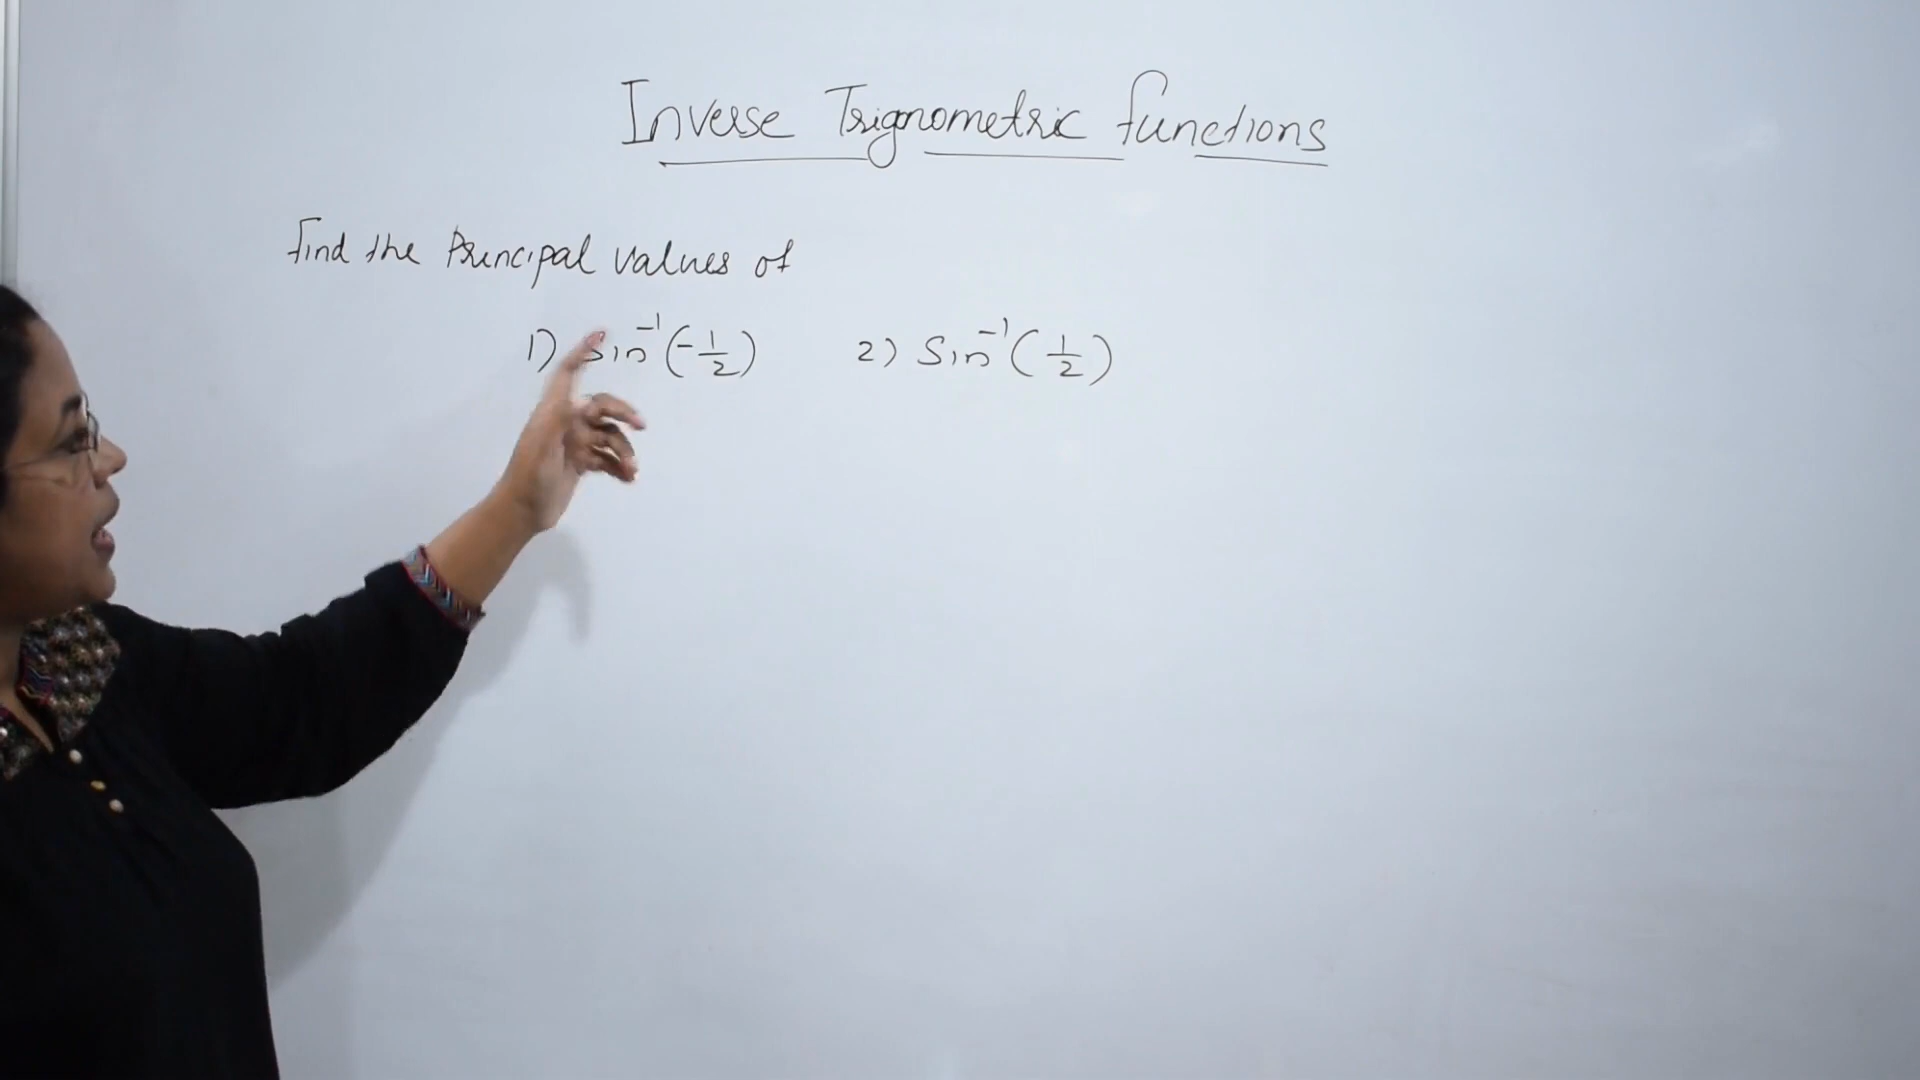 Inverse Trignometric functions
find the Principal values of
1) Sin⁻¹(-1/2) 2) Sin⁻¹(1/2)